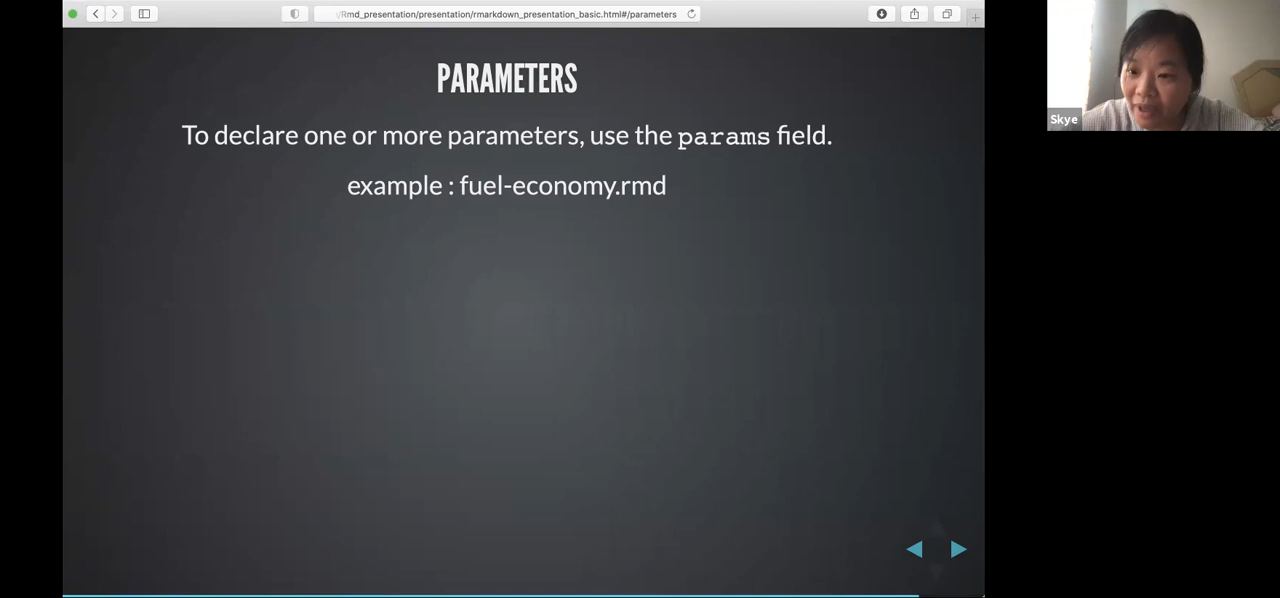 /Rmd_presentation/presentation/rmarkdown_presentation_basic.html#/parameters
PARAMETERS
To declare one or more parameters, use the params field.
example : fuel-economy.rmd
Skye